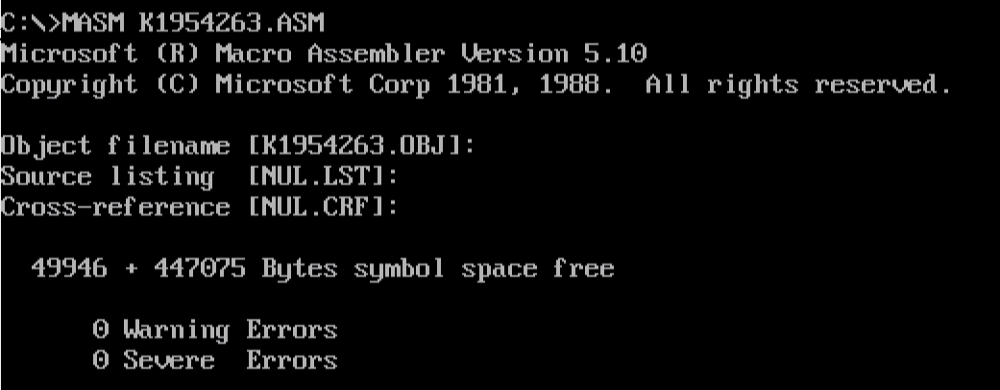 C:\>MASM K1954263.ASM
Microsoft (R) Macro Assembler Version 5.10
Copyright (C) Microsoft Corp 1981, 1988.  All rights reserved.
Object filename [K1954263.OBJ]:
Source listing  [NUL.LST]:
Cross-reference [NUL.CRF]:
49946 + 447075 Bytes symbol space free
0 Warning Errors
0 Severe  Errors